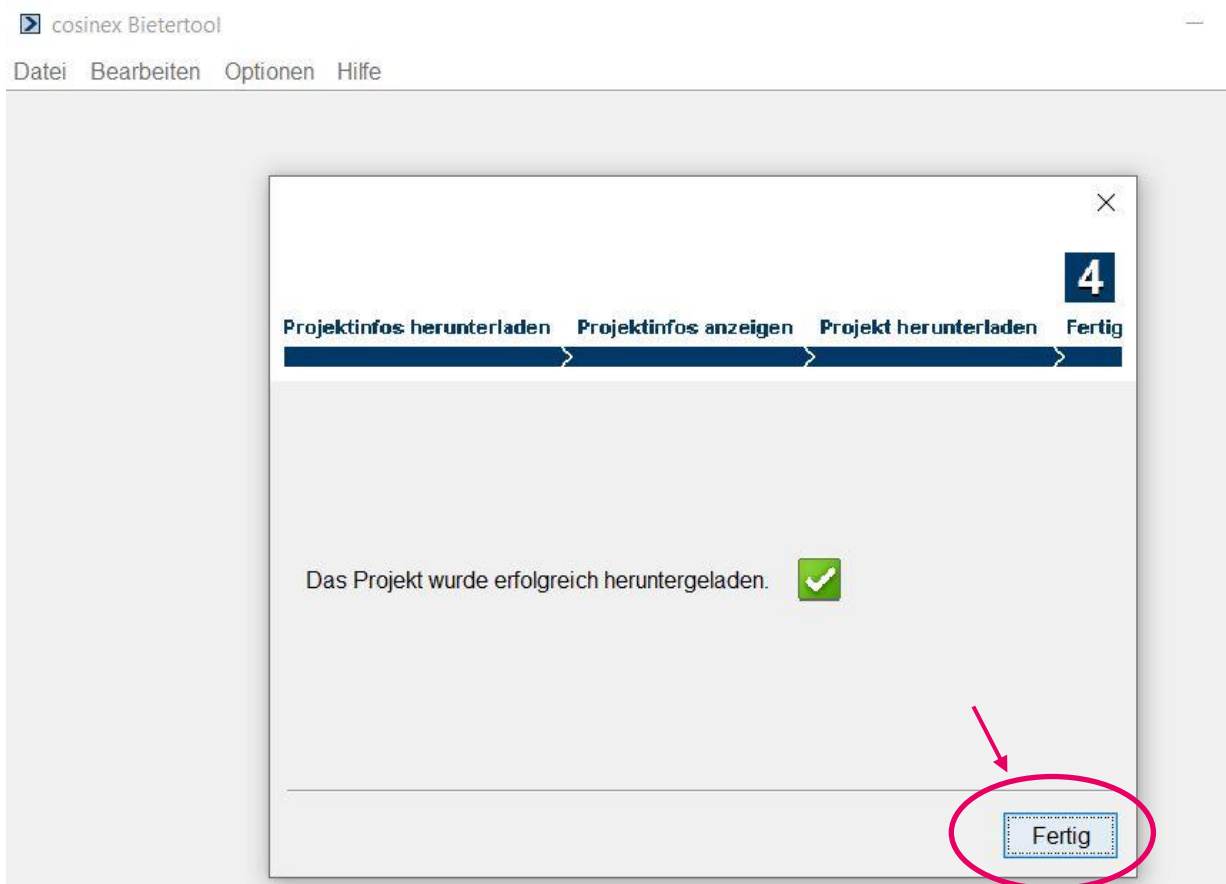 cosinex Bietertool
Datei Bearbeiten Optionen Hilfe
4
Projektinfos herunterladen Projektinfos anzeigen Projekt herunterladen Fertig
Das Projekt wurde erfolgreich heruntergeladen.
Fertig